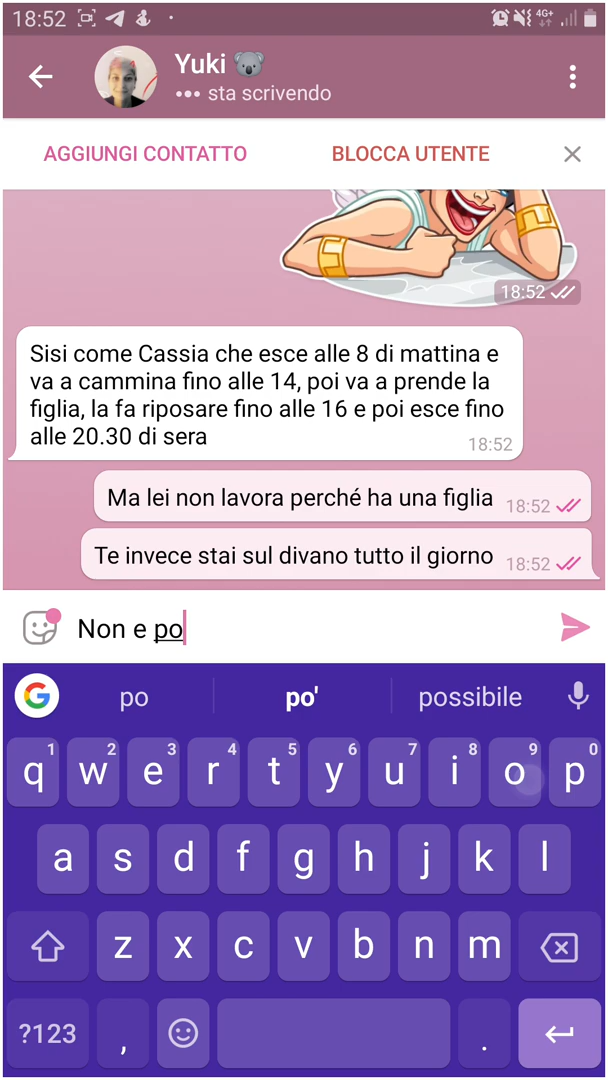 18:52 4G+
Yuki 🐨
••• sta scrivendo
AGGIUNGI CONTATTO BLOCCA UTENTE
18:52
Sisi come Cassia che esce alle 8 di mattina e
va a cammina fino alle 14, poi va a prende la
figlia, la fa riposare fino alle 16 e poi esce fino
alle 20.30 di sera
18:52
Ma lei non lavora perché ha una figlia 18:52
Te invece stai sul divano tutto il giorno 18:52
Non e po
G po po' possibile
1 2 3 4 5 6 7 8 9 0
q w e r t y u i o p
a s d f g h j k l
z x c v b n m
?123 , .